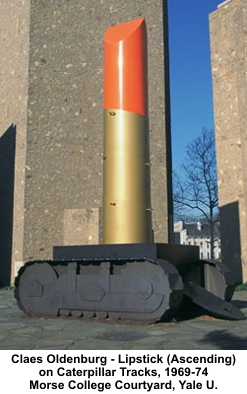 Claes Oldenburg - Lipstick (Ascending)
on Caterpillar Tracks, 1969-74
Morse College Courtyard, Yale U.